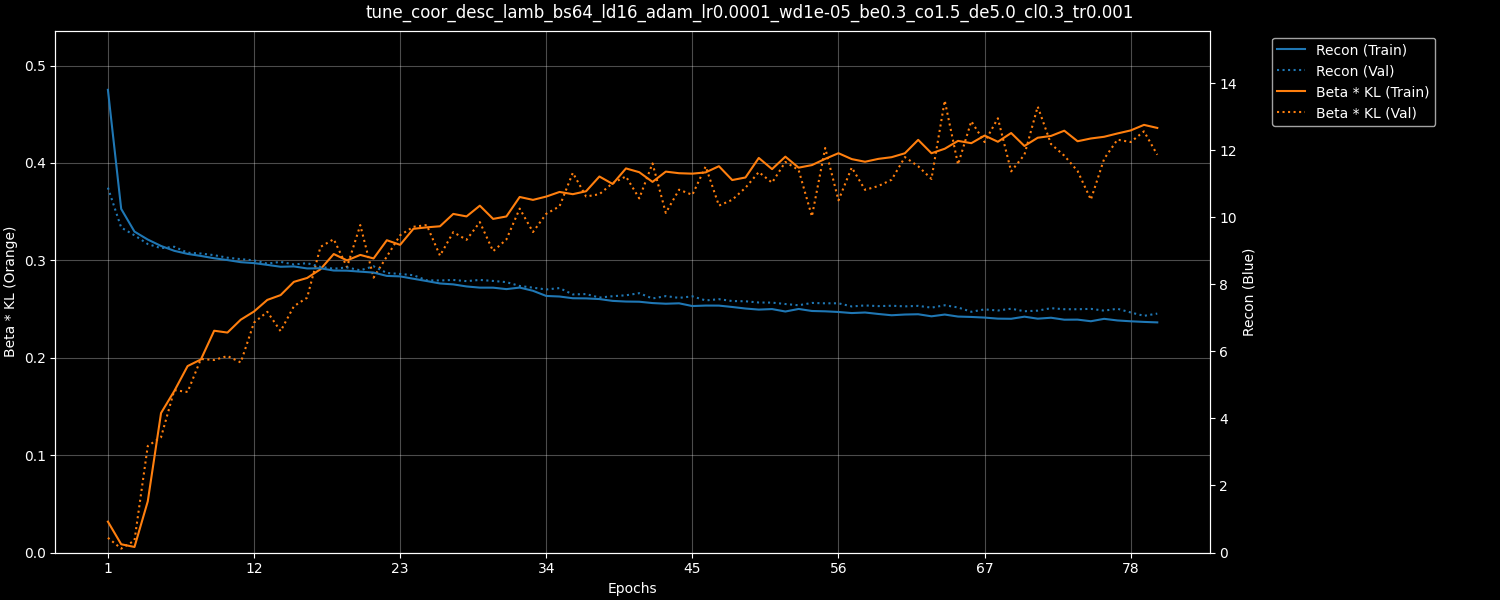 tune_coor_desc_lamb_bs64_ld16_adam_lr0.0001_wd1e-05_be0.3_co1.5_de5.0_cl0.3_tr0.001
Recon (Train)
Recon (Val)
Beta * KL (Train)
Beta * KL (Val)
Beta * KL (Orange)
0.5
0.4
0.3
0.2
0.1
0.0
14
12
10
8
6
4
2
0
Recon (Blue)
1 12 23 34 45 56 67 78
Epochs